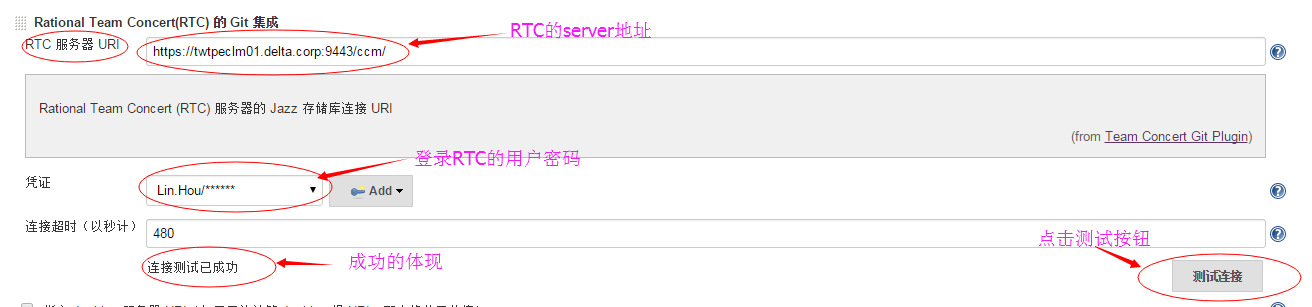 Rational Team Concert(RTC) 的 Git 集成
RTC的server地址
RTC 服务器 URI
https://twtpeclm01.delta.corp:9443/ccm/
Rational Team Concert (RTC) 服务器的 Jazz 存储库连接 URI
(from Team Concert Git Plugin)
登录RTC的用户密码
凭证
Lin.Hou/******
Add
连接超时（以秒计）
480
点击测试按钮
连接测试已成功
成功的体现
测试连接